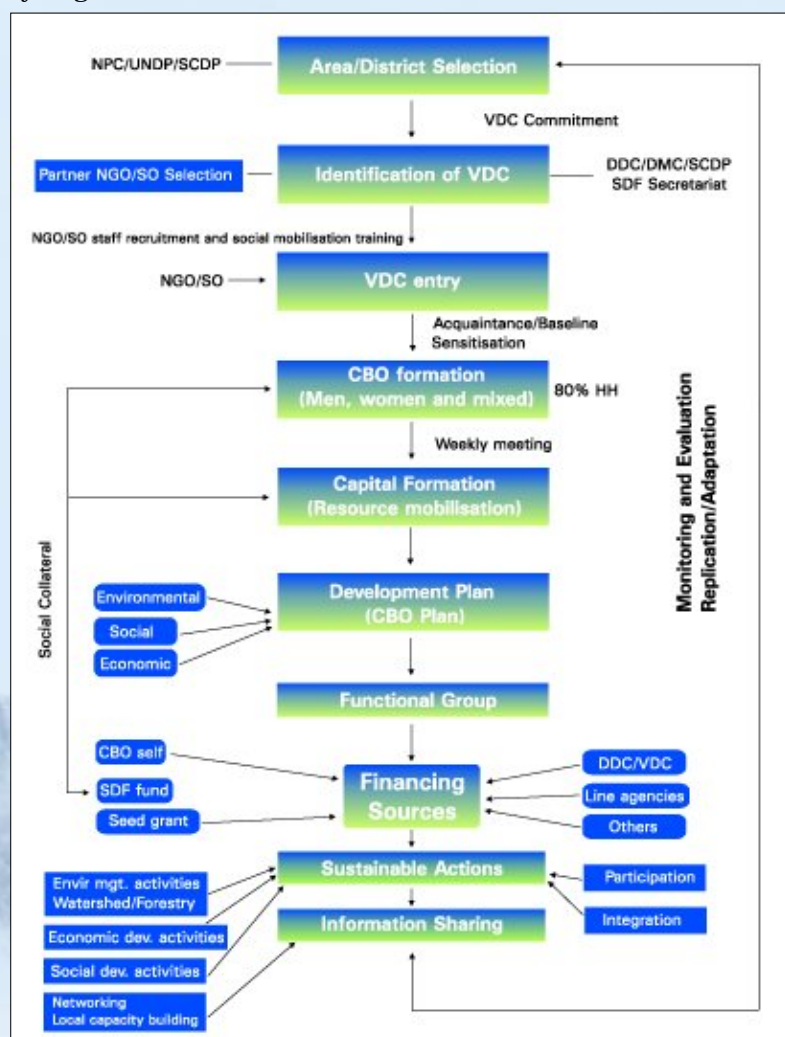 NPC/UNDP/SCDP
Area/District Selection
VDC Commitment
Partner NGO/SO Selection
Identification of VDC
DDC/DMC/SCDP
SDF Secretariat
NGO/SO staff recruitment and social mobilisation training
NGO/SO
VDC entry
Acquaintance/Baseline
Sensitisation
CBO formation
(Men, women and mixed)
80% HH
Weekly meeting
Capital Formation
(Resource mobilisation)
Monitoring and Evaluation
Replication/Adaptation
Social Collateral
Environmental
Social
Economic
Development Plan
(CBO Plan)
Functional Group
CBO self
SDF fund
Seed grant
Financing
Sources
DDC/VDC
Line agencies
Others
Sustainable Actions
Envir mgt. activities
Watershed/Forestry
Economic dev. activities
Social dev. activities
Networking
Local capacity building
Participation
Integration
Information Sharing